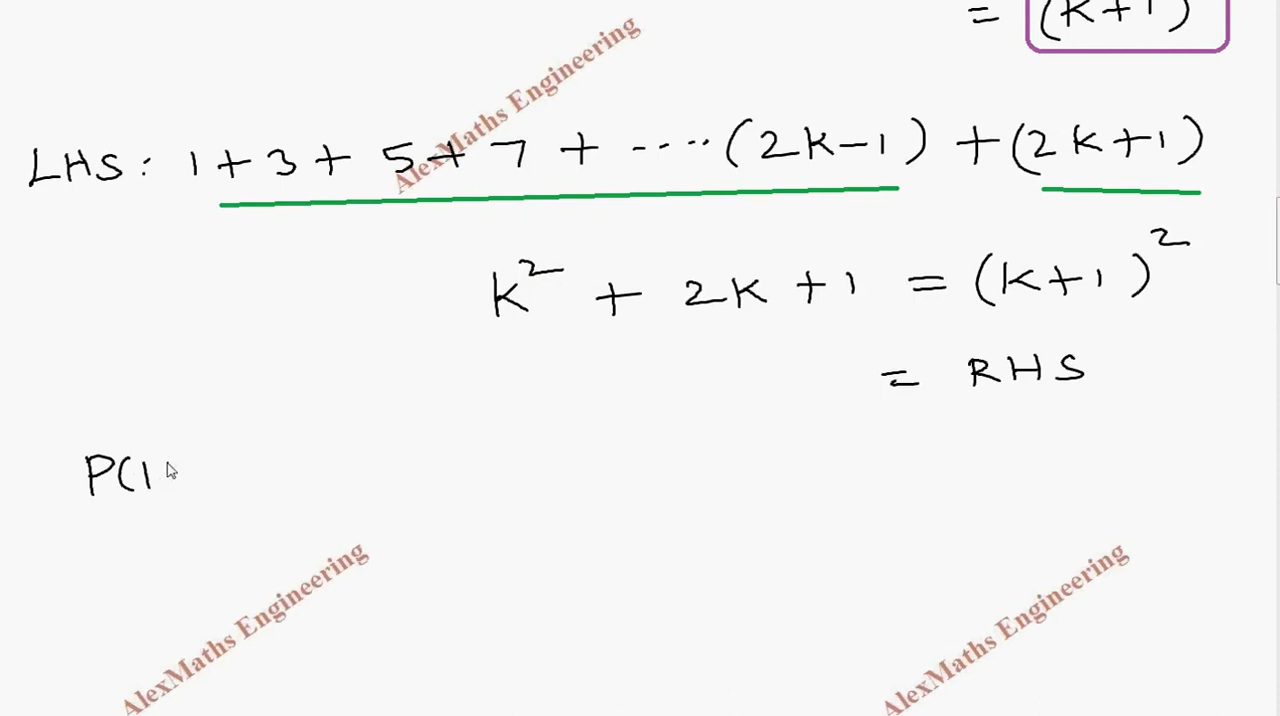 = (k+1)
AlexMaths Engineering
LHS: 1 + 3 + 5 + 7 + ---·· (2k-1) + (2k+1)
k² + 2k + 1 = (k+1)²
= RHS
P(1
AlexMaths Engineering
AlexMaths Engineering